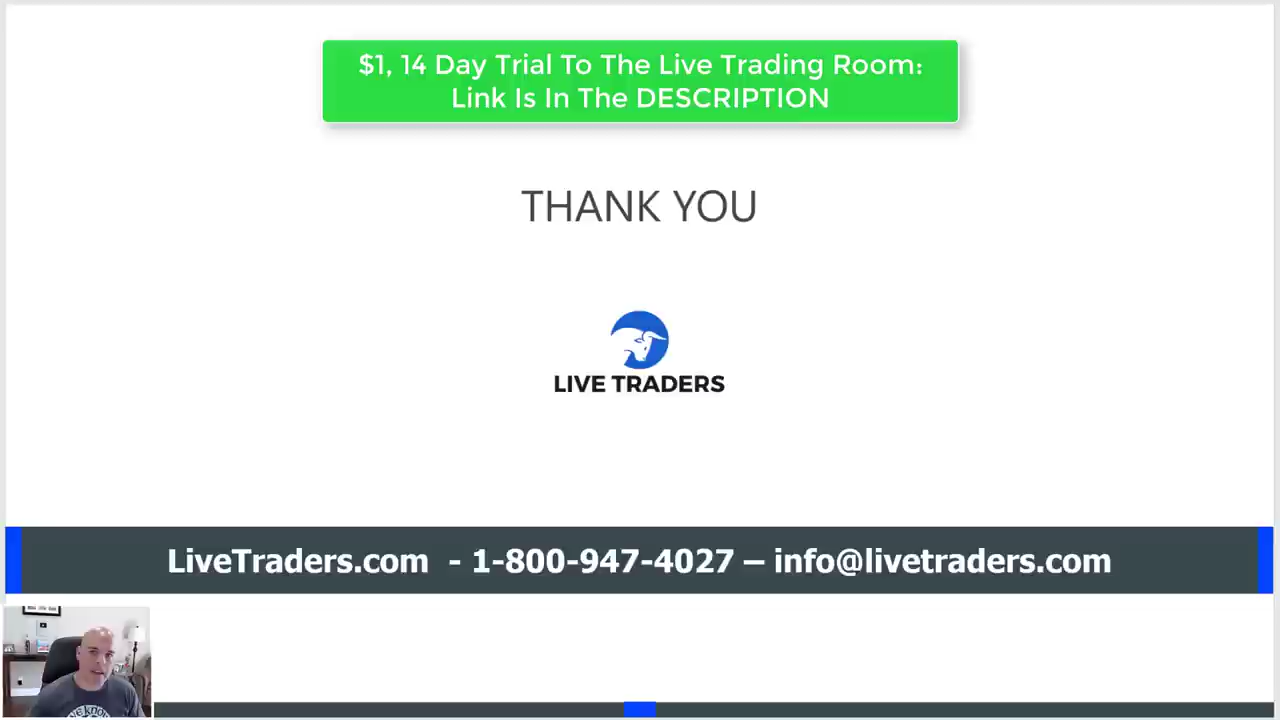 $1, 14 Day Trial To The Live Trading Room:
Link Is In The DESCRIPTION
THANK YOU
LIVE TRADERS
LiveTraders.com - 1-800-947-4027 – info@livetraders.com